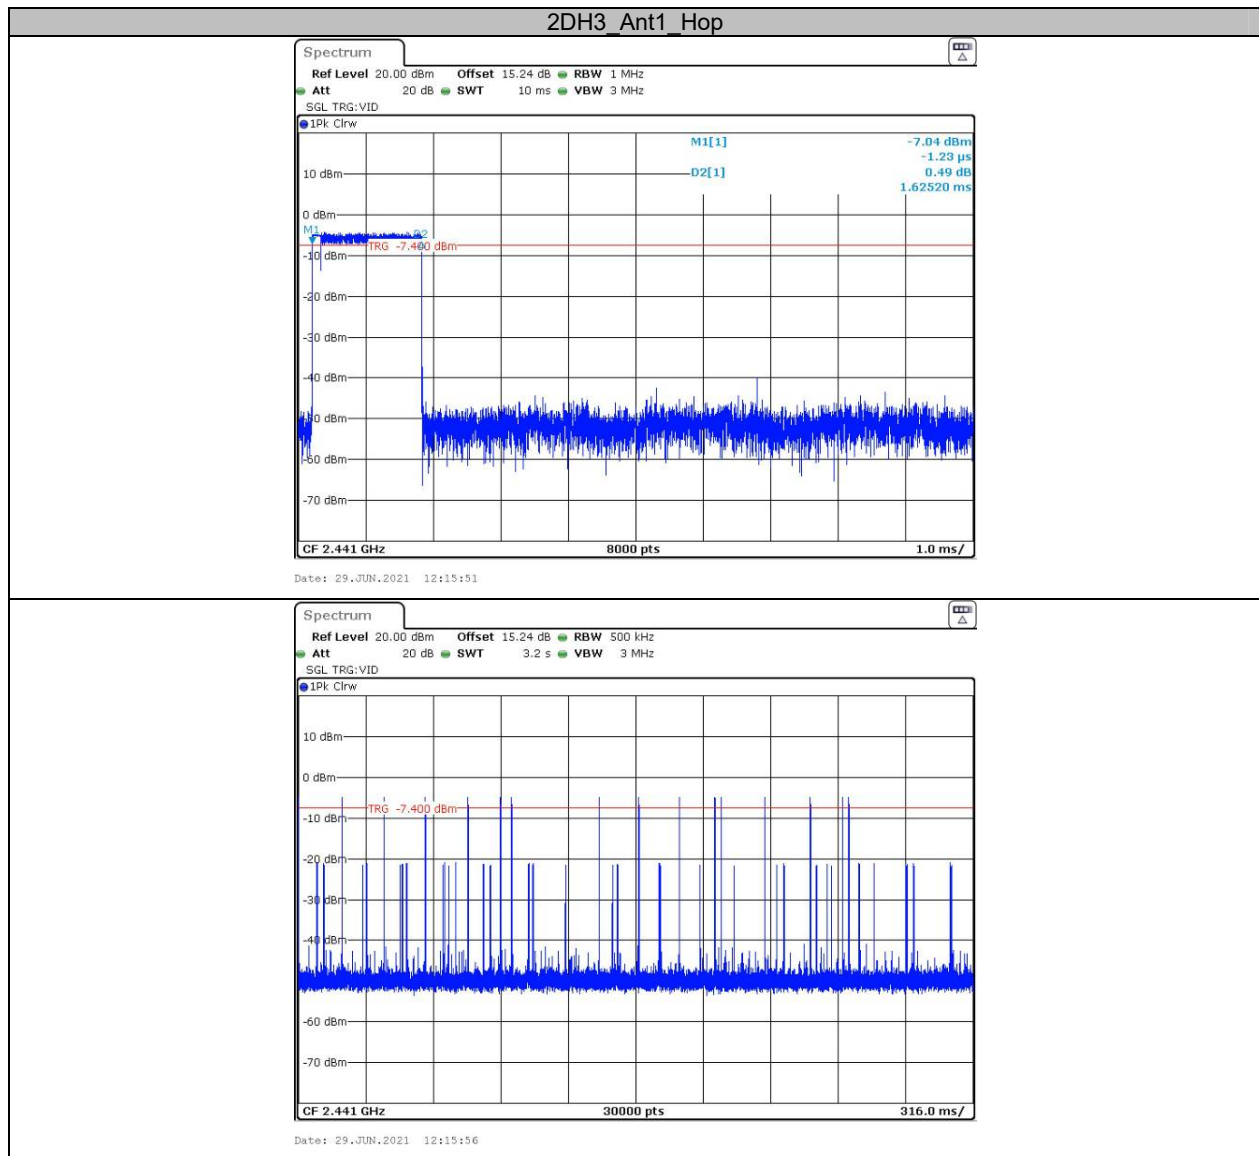 2DH3_Ant1_Hop
Spectrum
Ref Level 20.00 dBm Offset 15.24 dB RBW 1 MHz
Att 20 dB SWT 10 ms VBW 3 MHz
SGL TRG:VID
1Pk Clrw
M1[1] -7.04 dBm
-1.23 µs
10 dBm D2[1] 0.49 dB
1.62520 ms
0 dBm
M1 D2
TRG -7.400 dBm
-10 dBm
-20 dBm
-30 dBm
-40 dBm
-50 dBm
-60 dBm
-70 dBm
CF 2.441 GHz 8000 pts 1.0 ms/
Date: 29.JUN.2021 12:15:51
Spectrum
Ref Level 20.00 dBm Offset 15.24 dB RBW 500 kHz
Att 20 dB SWT 3.2 s VBW 3 MHz
SGL TRG:VID
1Pk Clrw
10 dBm
0 dBm
TRG -7.400 dBm
-10 dBm
-20 dBm
-30 dBm
-40 dBm
-60 dBm
-70 dBm
CF 2.441 GHz 30000 pts 316.0 ms/
Date: 29.JUN.2021 12:15:56